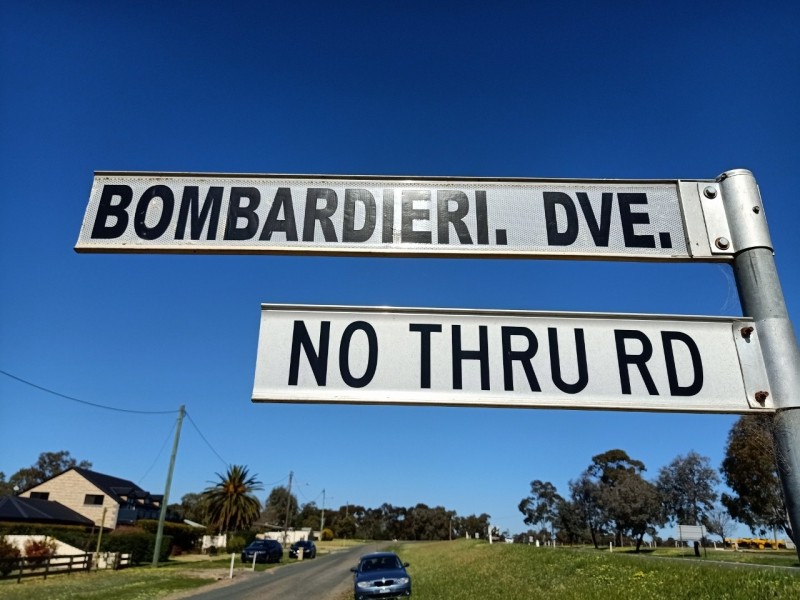 BOMBARDIERI. DVE.
NO THRU RD